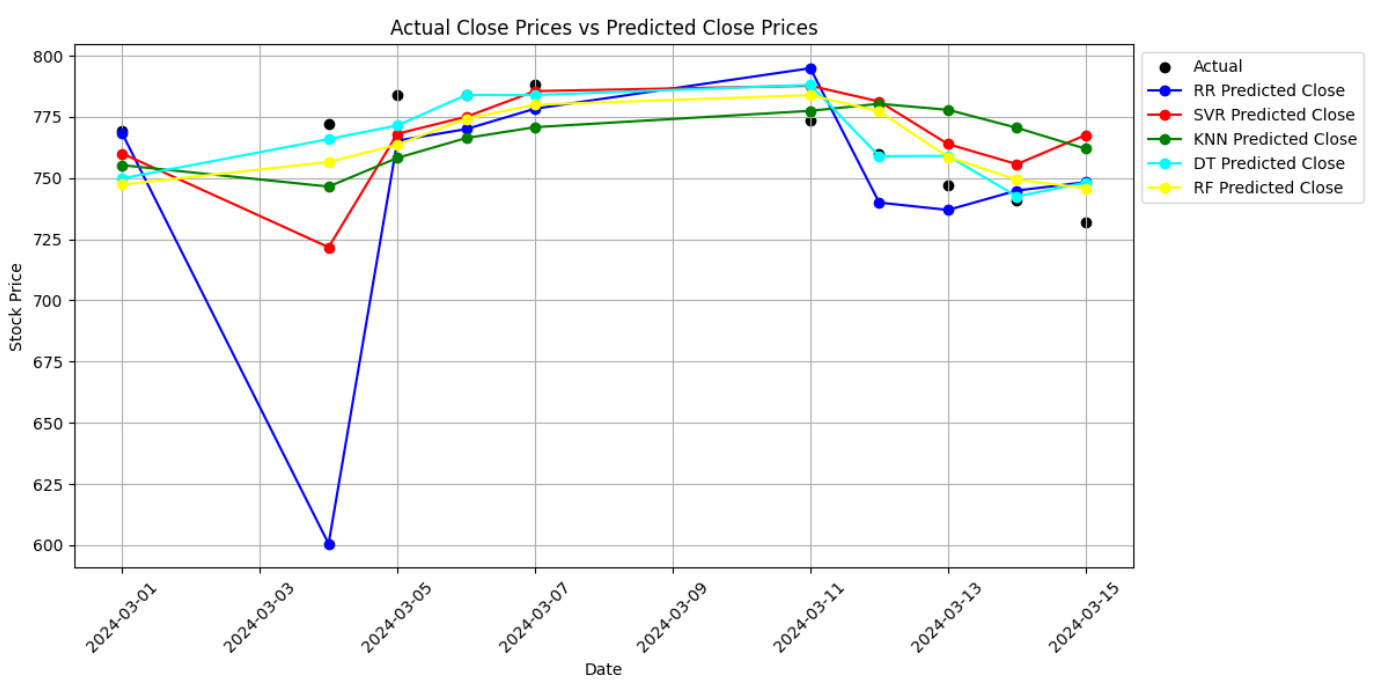 Actual Close Prices vs Predicted Close Prices
800
775
750
725
700
675
650
625
600
Stock Price
2024-03-01
2024-03-03
2024-03-05
2024-03-07
2024-03-09
2024-03-11
2024-03-13
2024-03-15
Date
Actual
RR Predicted Close
SVR Predicted Close
KNN Predicted Close
DT Predicted Close
RF Predicted Close